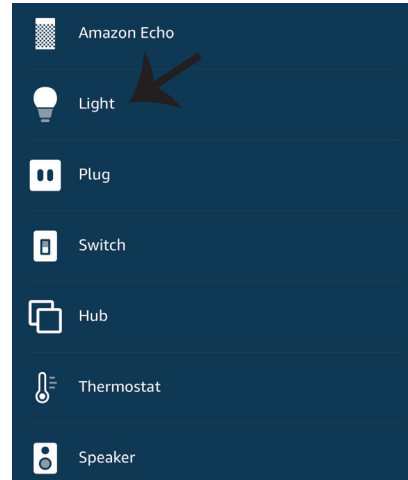 Amazon Echo
Light
Plug
Switch
Hub
Thermostat
Speaker